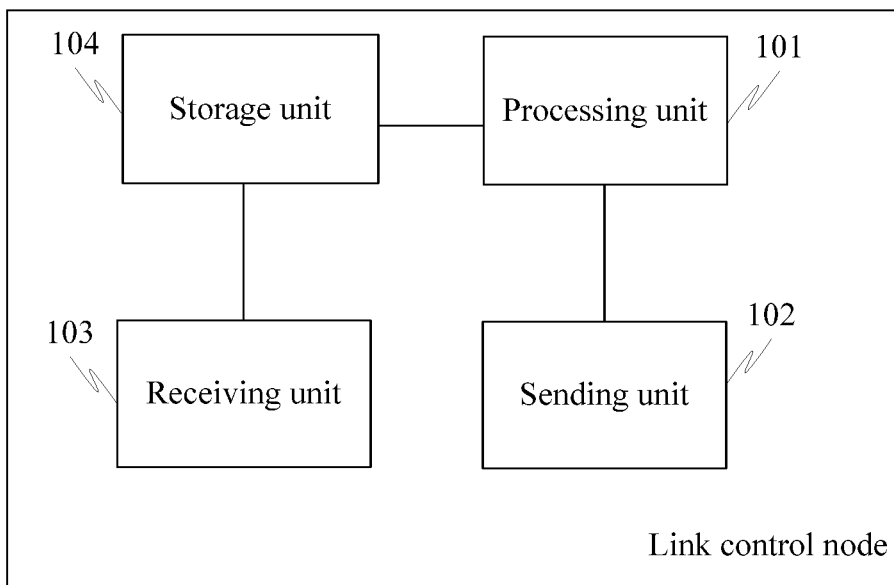 104
Storage unit
101
Processing unit
103
Receiving unit
102
Sending unit
Link control node